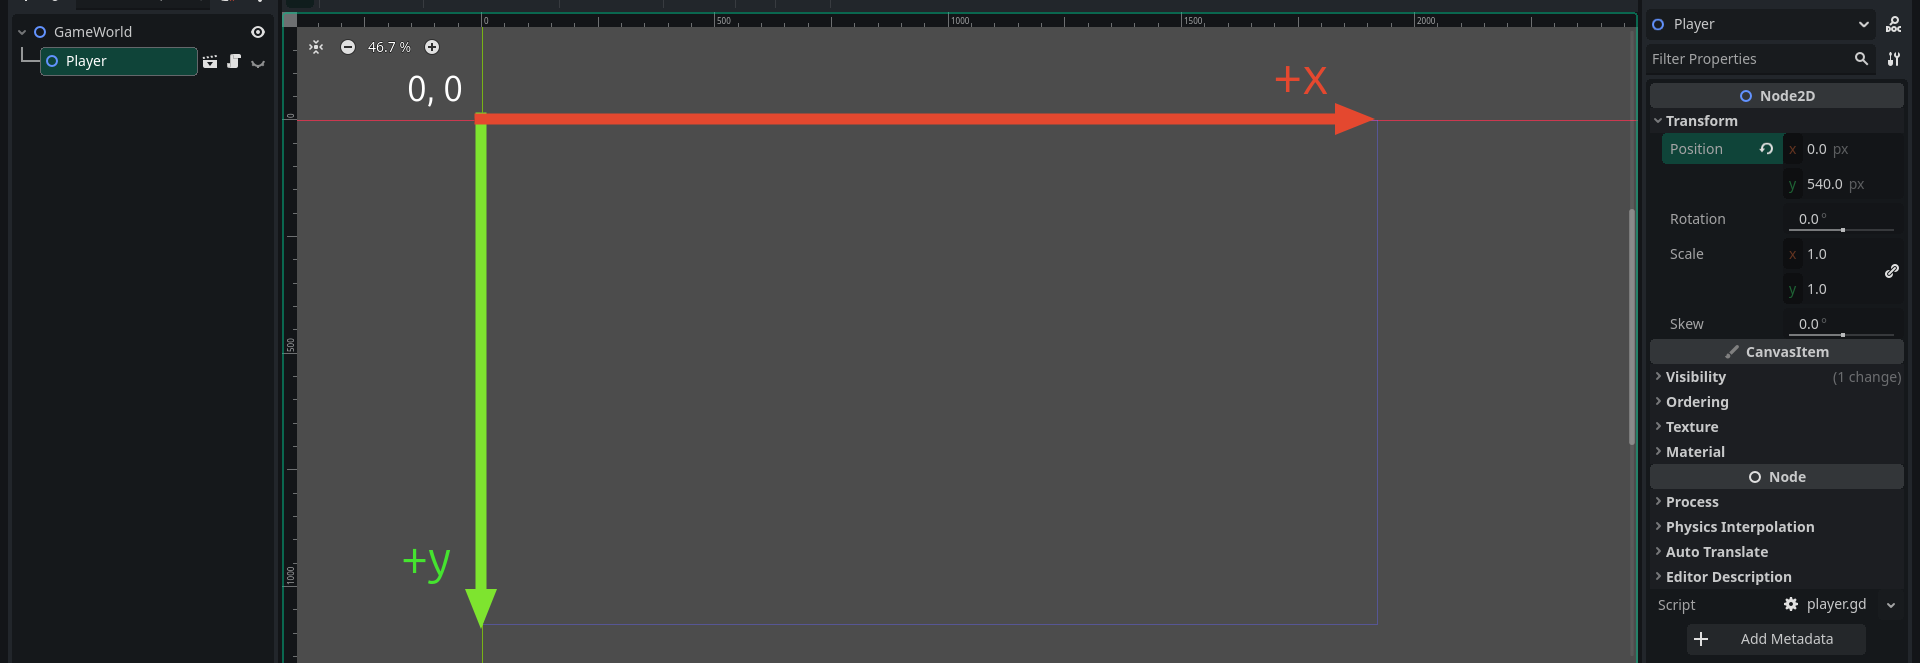 GameWorld
Player
0
500
1000
1500
2000
46.7 %
0, 0
+x
0
500
1000
+y
Player
Filter Properties
Node2D
Transform
Position x 0.0 px
y 540.0 px
Rotation 0.0 °
Scale x 1.0
y 1.0
Skew 0.0 °
CanvasItem
Visibility (1 change)
Ordering
Texture
Material
Node
Process
Physics Interpolation
Auto Translate
Editor Description
Script player.gd
Add Metadata